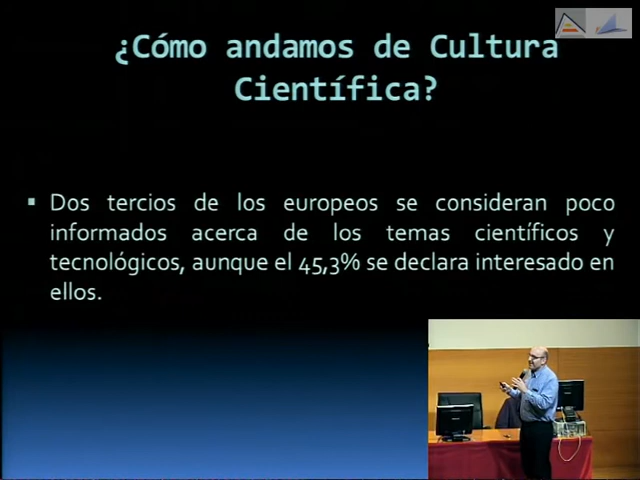 ¿Cómo andamos de Cultura
Científica?
▪ Dos tercios de los europeos se consideran poco
informados acerca de los temas científicos y
tecnológicos, aunque el 45,3% se declara interesado en
ellos.